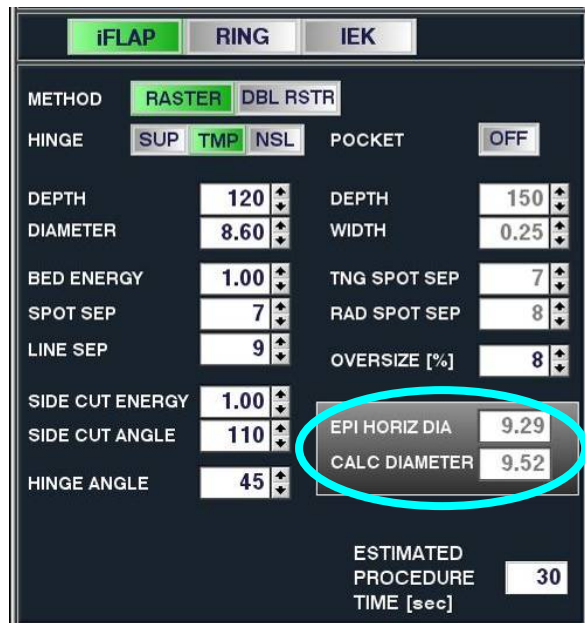 iFLAP RING IEK
METHOD RASTER DBL RSTR
HINGE SUP TMP NSL POCKET OFF
DEPTH 120 DEPTH 150
DIAMETER 8.60 WIDTH 0.25
BED ENERGY 1.00 TNG SPOT SEP 7
SPOT SEP 7 RAD SPOT SEP 8
LINE SEP 9 OVERSIZE [%] 8
SIDE CUT ENERGY 1.00 EPI HORIZ DIA 9.29
SIDE CUT ANGLE 110 CALC DIAMETER 9.52
HINGE ANGLE 45
ESTIMATED
PROCEDURE 30
TIME [sec]